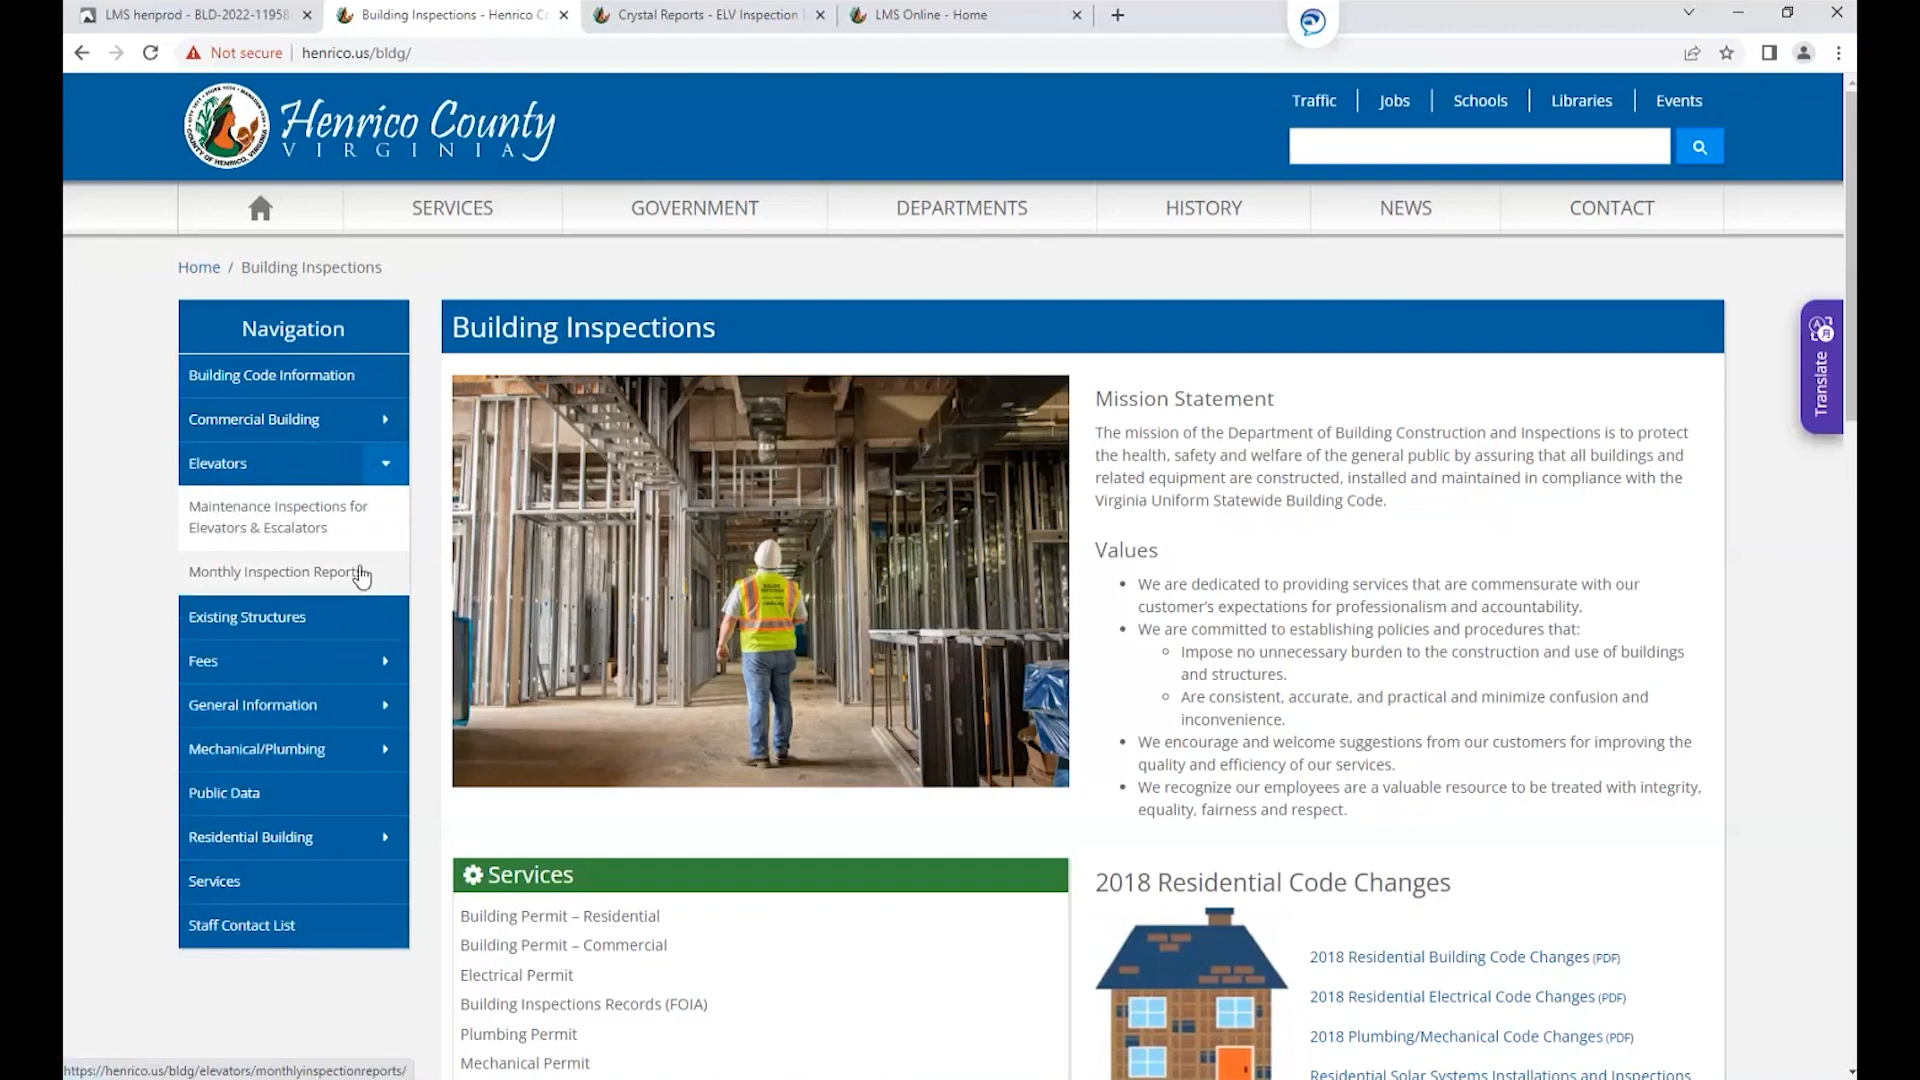 LMS henprod - BLD-2022-11958
Building Inspections - Henrico Co
Crystal Reports - ELV Inspection
LMS Online - Home
Not secure
henrico.us/bldg/
Henrico County
VIRGINIA
Traffic
Jobs
Schools
Libraries
Events
SERVICES
GOVERNMENT
DEPARTMENTS
HISTORY
NEWS
CONTACT
Home / Building Inspections
Navigation
Building Code Information
Commercial Building
Elevators
Maintenance Inspections for
Elevators & Escalators
Monthly Inspection Reports
Existing Structures
Fees
General Information
Mechanical/Plumbing
Public Data
Residential Building
Services
Staff Contact List
Building Inspections
Mission Statement
The mission of the Department of Building Construction and Inspections is to protect
the health, safety and welfare of the general public by assuring that all buildings and
related equipment are constructed, installed and maintained in compliance with the
Virginia Uniform Statewide Building Code.
Values
We are dedicated to providing services that are commensurate with our
customer's expectations for professionalism and accountability.
We are committed to establishing policies and procedures that:
Impose no unnecessary burden to the construction and use of buildings
and structures.
Are consistent, accurate, and practical and minimize confusion and
inconvenience.
We encourage and welcome suggestions from our customers for improving the
quality and efficiency of our services.
We recognize our employees are a valuable resource to be treated with integrity,
equality, fairness and respect.
Translate
Services
Building Permit – Residential
Building Permit – Commercial
Electrical Permit
Building Inspections Records (FOIA)
Plumbing Permit
Mechanical Permit
2018 Residential Code Changes
2018 Residential Building Code Changes (PDF)
2018 Residential Electrical Code Changes (PDF)
2018 Plumbing/Mechanical Code Changes (PDF)
Residential Solar Systems Installations and Inspections
https://henrico.us/bldg/elevators/monthlyinspectionreports/